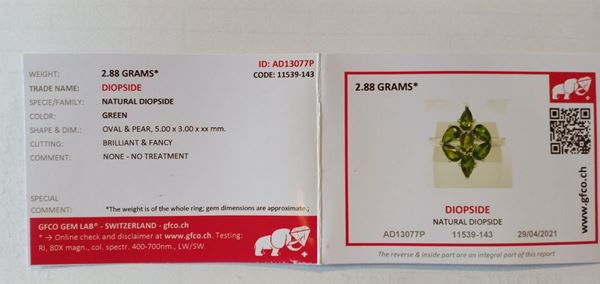 ID: AD13077P
WEIGHT: 2.88 GRAMS* CODE: 11539-143
TRADE NAME: DIOPSIDE
SPECIE/FAMILY: NATURAL DIOPSIDE
COLOR: GREEN
SHAPE & DIM.: OVAL & PEAR, 5.00 x 3.00 x xx mm.
CUTTING: BRILLIANT & FANCY
COMMENT: NONE - NO TREATMENT
SPECIAL
COMMENT: *The weight is of the whole ring; gem dimensions are approximate.;
GFCO GEM LAB® - SWITZERLAND - gfco.ch
* → Online check and disclaimer at www.gfco.ch. Testing:
RI, 80X magn., col. spectr. 400-700nm., LW/SW.
2.88 GRAMS*
www.gfco.ch
DIOPSIDE
NATURAL DIOPSIDE
AD13077P 11539-143 29/04/2021
The reverse & inside part are an integral part of this report